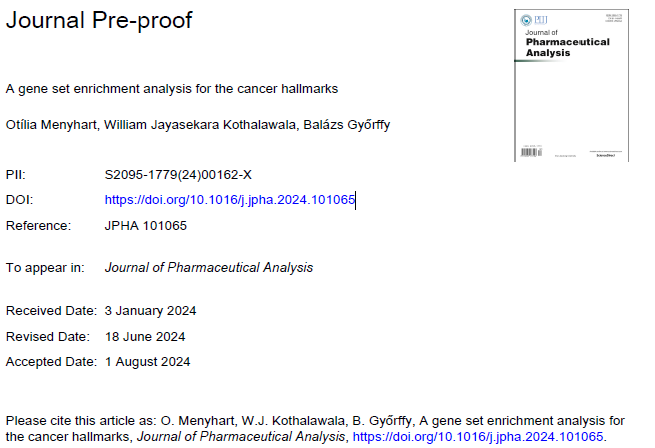 Journal Pre-proof
Journal of
Pharmaceutical
Analysis
A gene set enrichment analysis for the cancer hallmarks
Otília Menyhart, William Jayasekara Kothalawala, Balázs Győrffy
PII: S2095-1779(24)00162-X
DOI: https://doi.org/10.1016/j.jpha.2024.101065
Reference: JPHA 101065
To appear in: Journal of Pharmaceutical Analysis
Received Date: 3 January 2024
Revised Date: 18 June 2024
Accepted Date: 1 August 2024
Please cite this article as: O. Menyhart, W.J. Kothalawala, B. Győrffy, A gene set enrichment analysis for
the cancer hallmarks, Journal of Pharmaceutical Analysis, https://doi.org/10.1016/j.jpha.2024.101065.